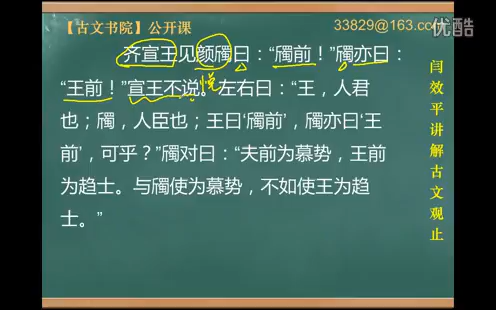 【古文书院】公开课
33829@163.com
优酷
齐宣王见颜斶曰：“斶前！”斶亦曰：
“王前！”宣王不说。左右曰：“王，人君
悦
也；斶，人臣也；王曰‘斶前’，斶亦曰‘王
前’，可乎？”斶对曰：“夫前为慕势，王前
为趋士。与斶使为慕势，不如使王为趋
士。”
闫效平讲解古文观止